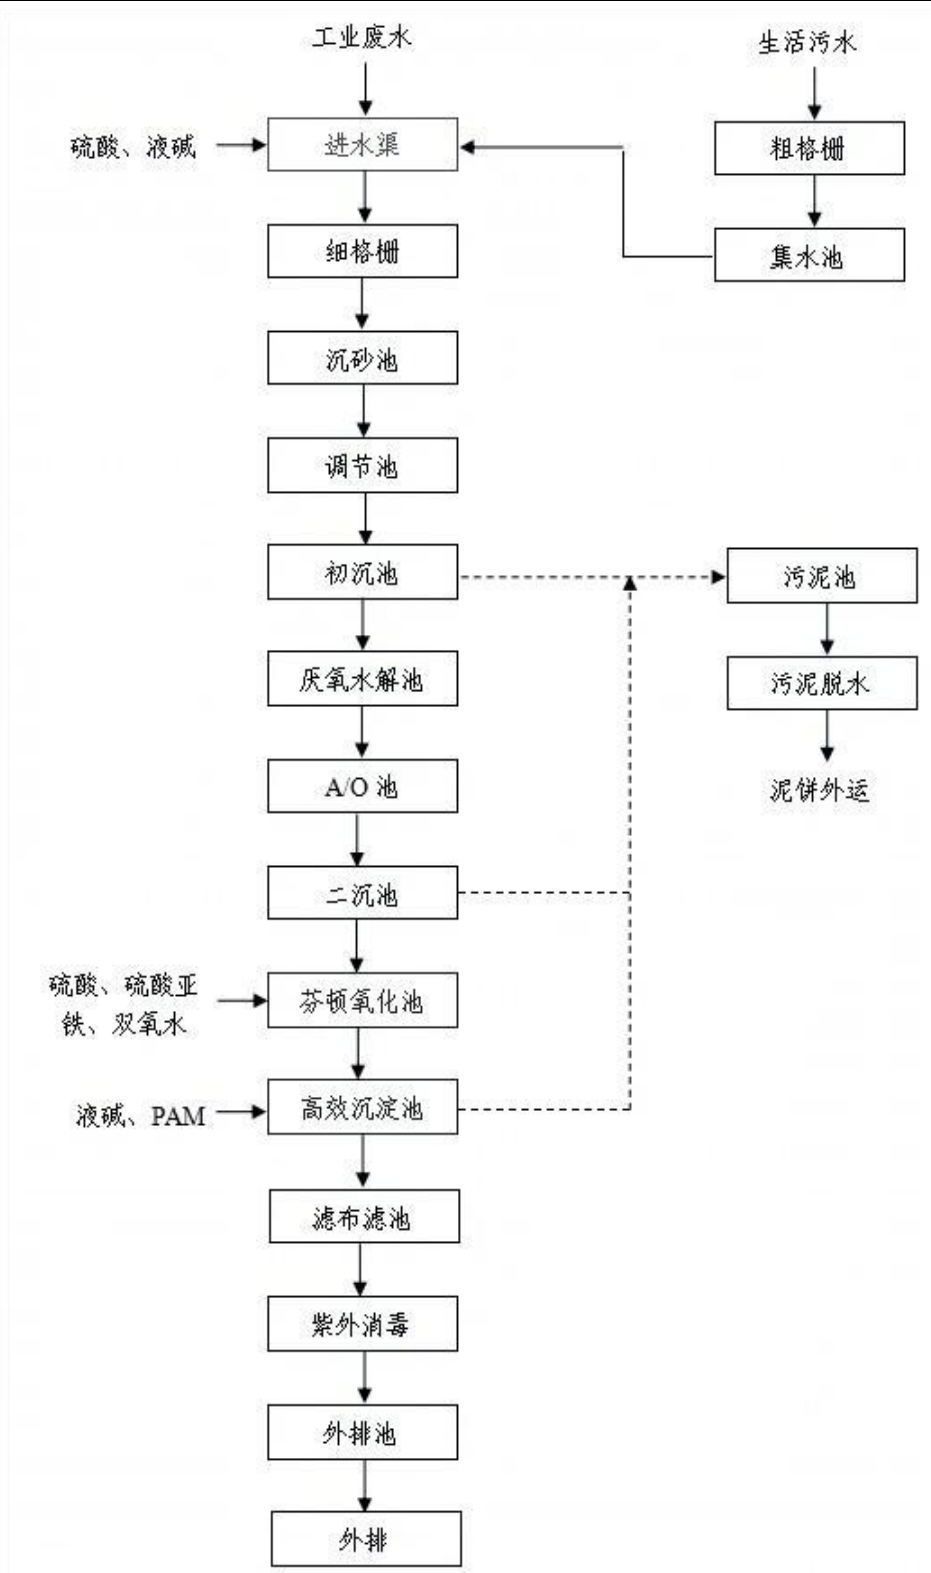 工业废水
生活污水
硫酸、液碱
进水渠
粗格栅
细格栅
集水池
沉砂池
调节池
初沉池
污泥池
厌氧水解池
污泥脱水
A/O 池
泥饼外运
二沉池
硫酸、硫酸亚
铁、双氧水
芬顿氧化池
液碱、PAM
高效沉淀池
滤布滤池
紫外消毒
外排池
外排